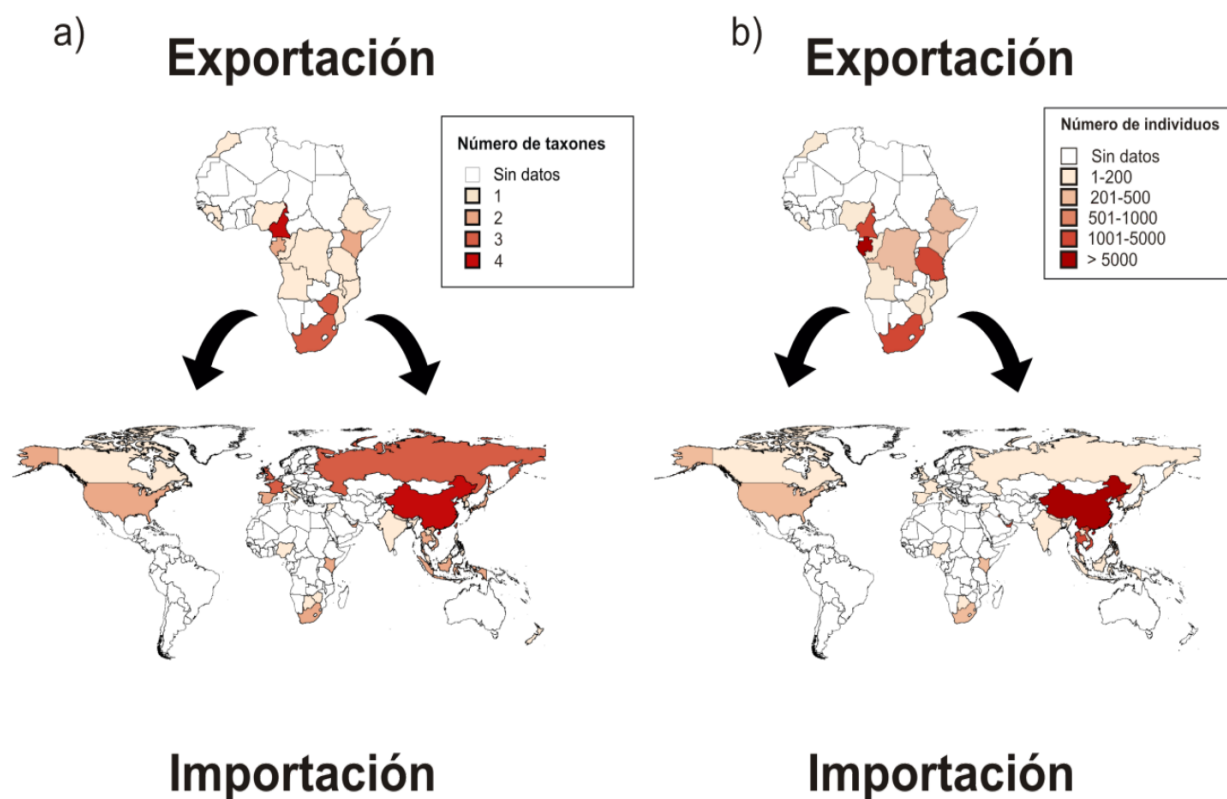 a)
Exportación
Número de taxones
Sin datos
1
2
3
4
Importación
b)
Exportación
Número de individuos
Sin datos
1-200
201-500
501-1000
1001-5000
> 5000
Importación